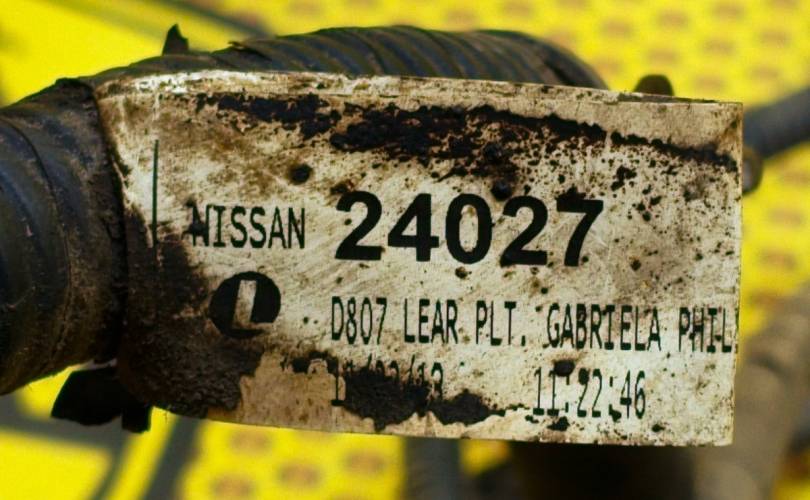 NISSAN 24027
L D807 LEAR PLT. GABRIELA PHIL
11:22:46